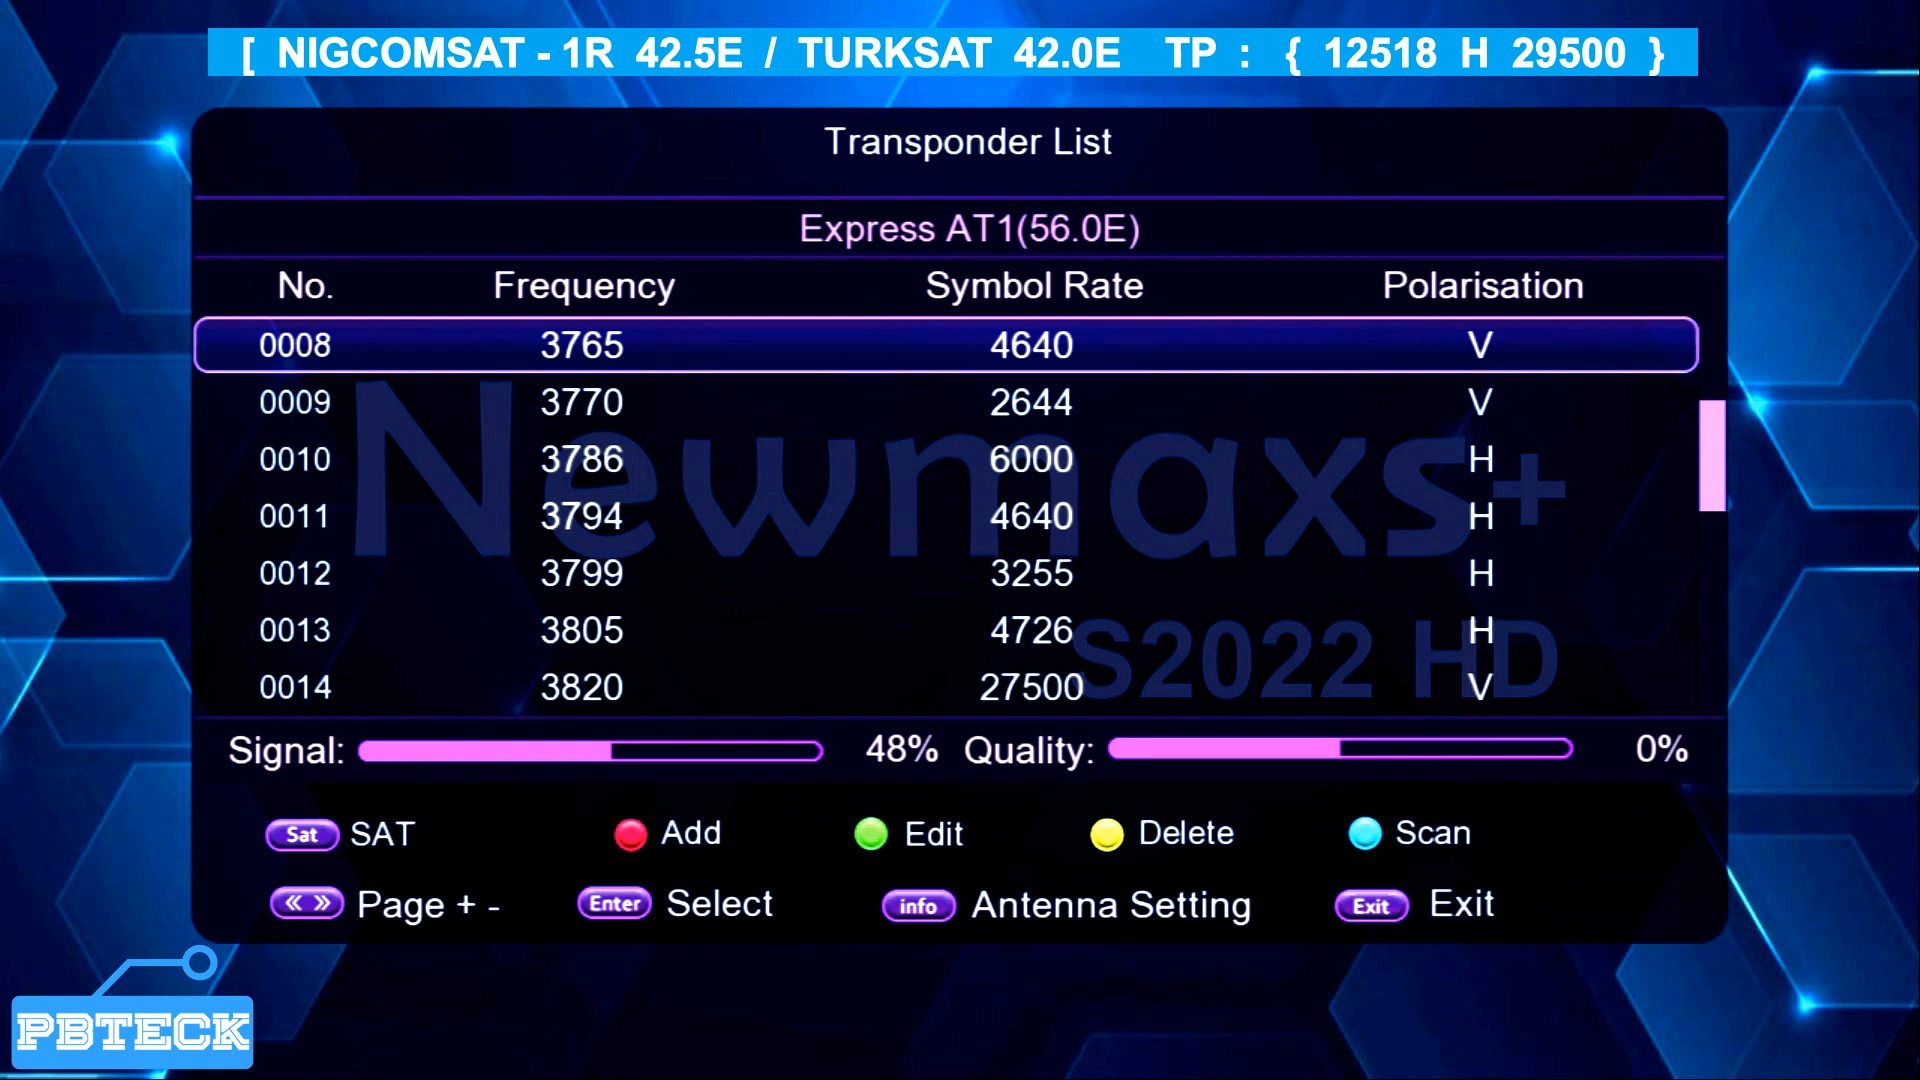 [ NIGCOMSAT - 1R 42.5E / TURKSAT 42.0E TP : { 12518 H 29500 }
Transponder List
Express AT1(56.0E)
No. Frequency Symbol Rate Polarisation
0008 3765 4640 V
0009 3770 2644 V
0010 3786 6000 H
0011 3794 4640 H
0012 3799 3255 H
0013 3805 4726 H
0014 3820 27500 V
Newmaxs+
S2022 HD
Signal: 48% Quality: 0%
Sat SAT Add Edit Delete Scan
« » Page + - Enter Select info Antenna Setting Exit Exit
PBTECK